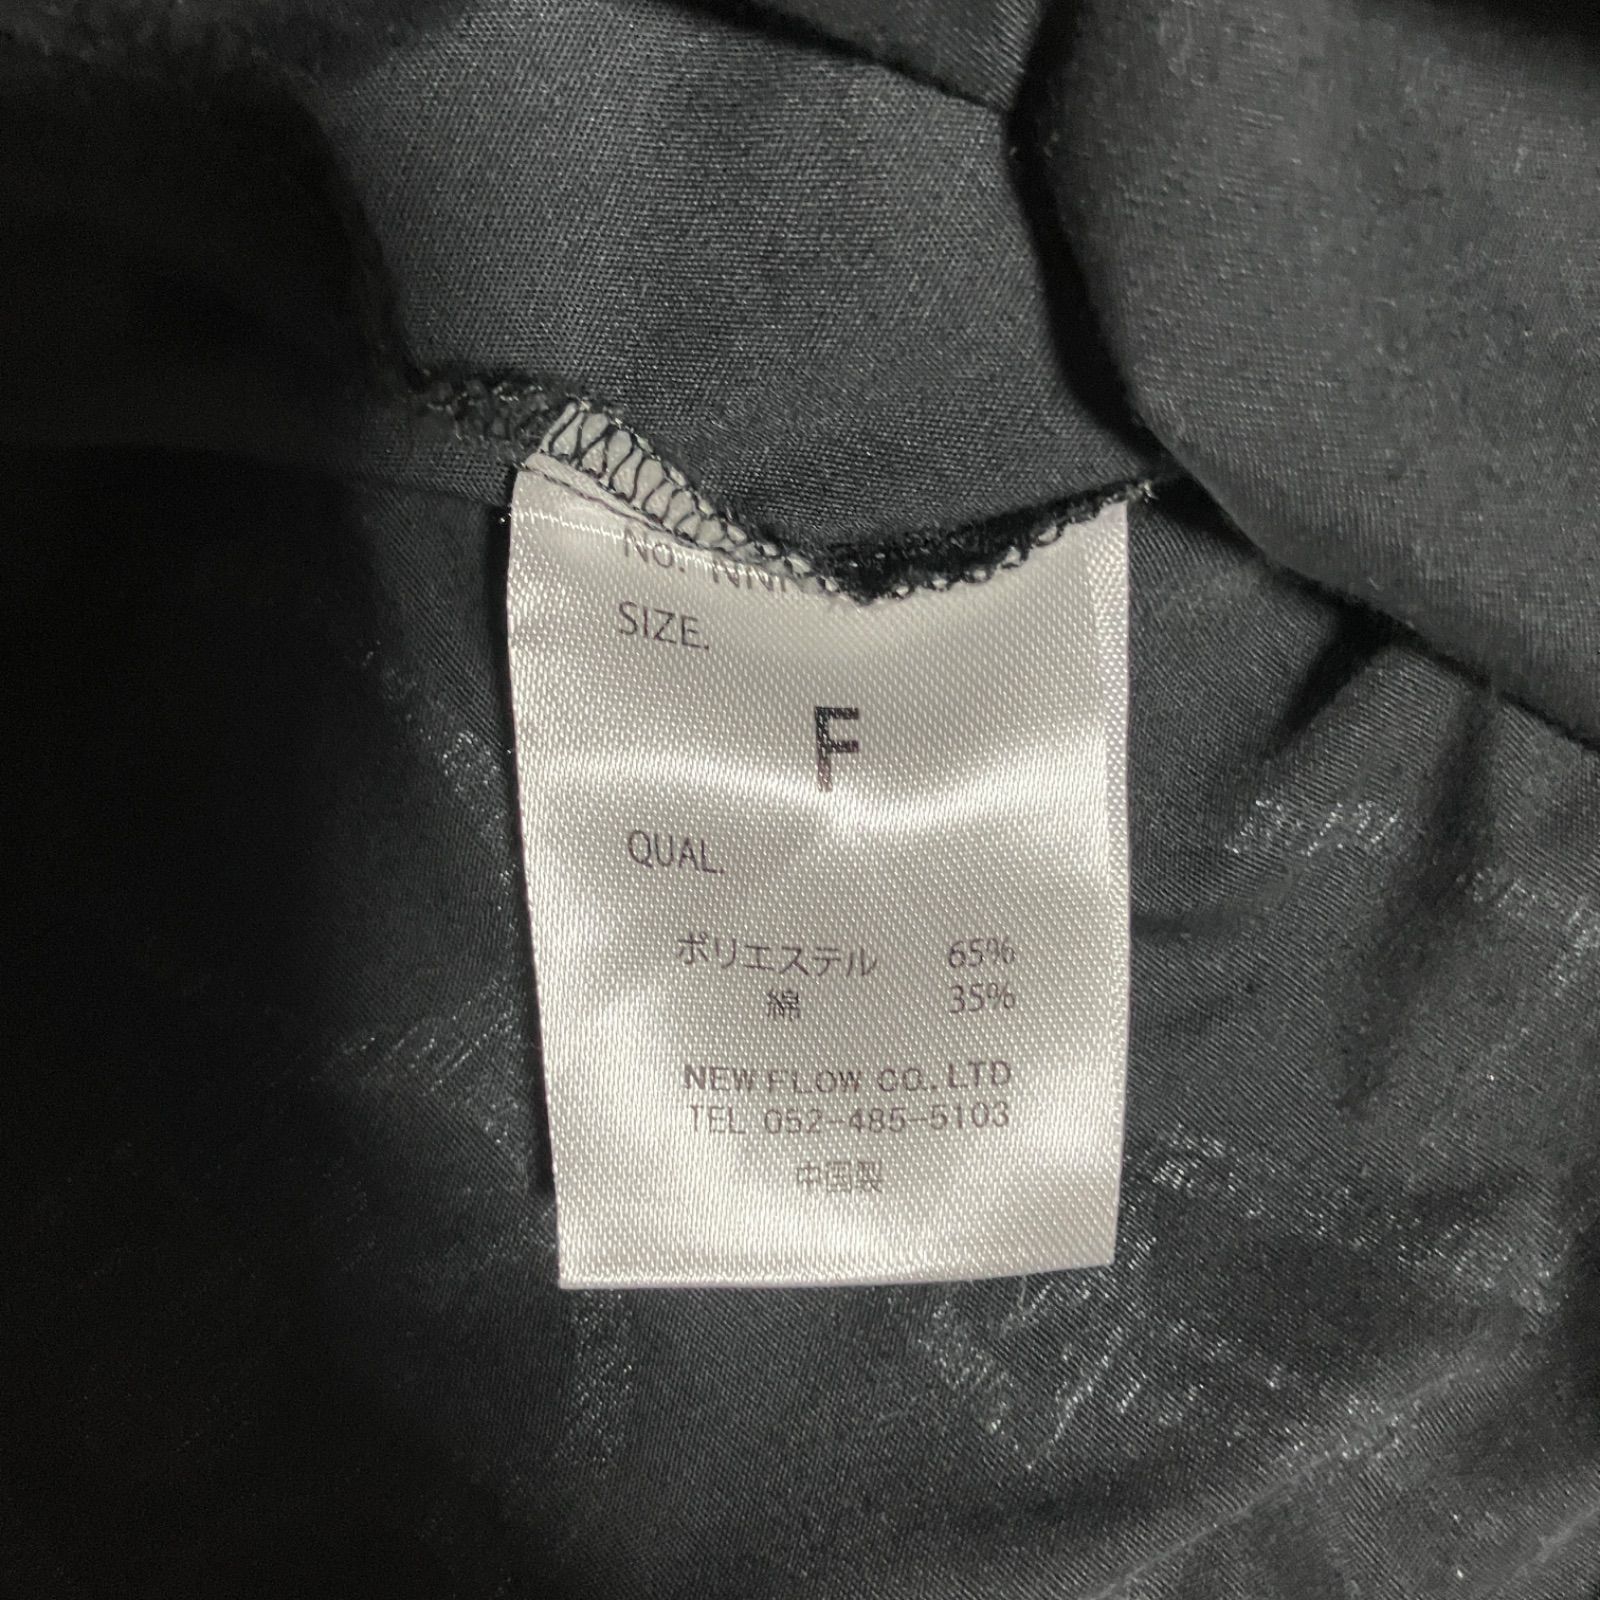 No.
SIZE.
F
QUAL.
ポリエステル 65%
綿 35%
NEW FLOW CO.,LTD
TEL 052-485-5103
中国製